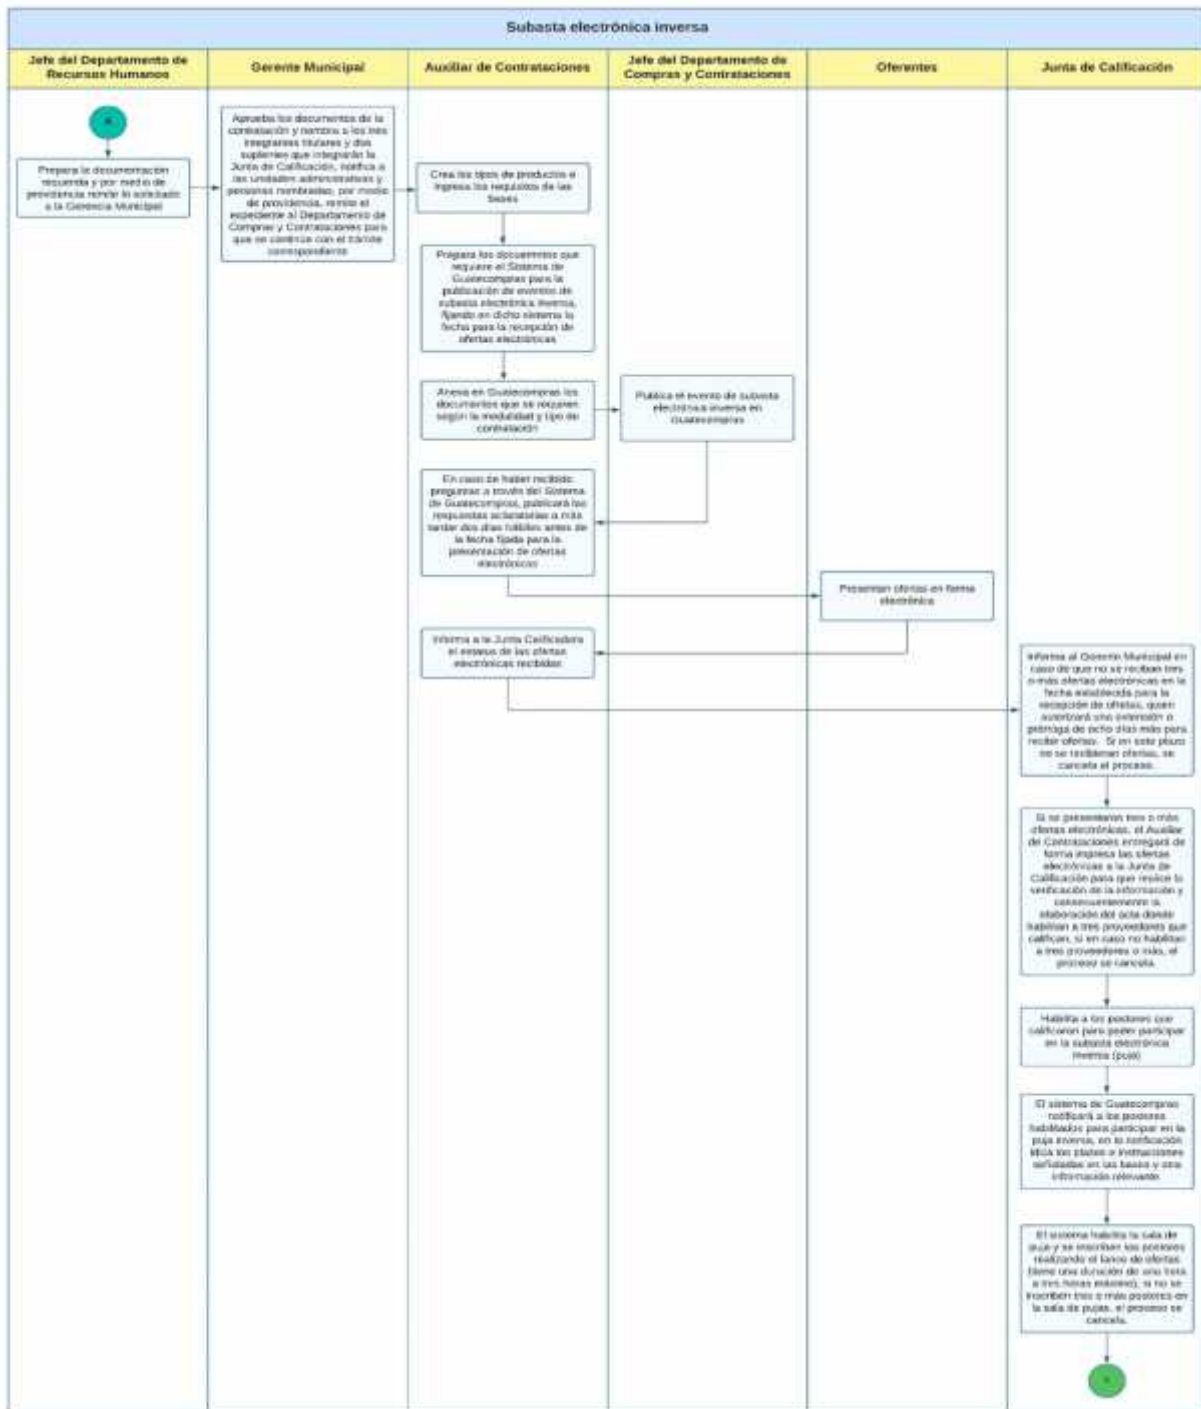 Subasta electrónica inversa
Jefe del Departamento de
Recursos Humanos
Gerente Municipal
Auxiliar de Contrataciones
Jefe del Departamento de
Compras y Contrataciones
Oferentes
Junta de Calificación
Prepara la documentación
requerida y por medio de
providencia remite lo solicitado
a la Gerencia Municipal
Aprueba los documentos de la
contratación y nombra a los tres
integrantes titulares y dos
suplentes que integrarán la
Junta de Calificación, notifica a
las unidades administrativas y
personas nombradas, por medio
de providencia, remite el
expediente al Departamento de
Compras y Contrataciones para
que se continúe con el trámite
correspondiente
Crea los tipos de productos e
ingresa los requisitos de las
bases
Prepara los documentos que
requiere el Sistema de
Guatecompras para la
publicación de eventos de
subasta electrónica inversa,
fijando en dicho sistema la
fecha para la recepción de
ofertas electrónicas
Anexa en Guatecompras los
documentos que se requieren
según la modalidad y tipo de
contratación
Publica el evento de subasta
electrónica inversa en
Guatecompras
En caso de haber recibido
preguntas a través del Sistema
de Guatecompras, publicará las
respuestas aclaratorias a más
tardar dos días hábiles antes de
la fecha fijada para la
presentación de ofertas
electrónicas
Presentan ofertas en forma
electrónica
Informa a la Junta Calificadora
el estatus de las ofertas
electrónicas recibidas
Informa al Gerente Municipal en
caso de que no se reciban tres
o más ofertas electrónicas en la
fecha establecida para la
recepción de ofertas, quien
autorizará una extensión o
prórroga de ocho días más para
recibir ofertas. Si en este plazo
no se recibieran ofertas, se
cancela el proceso.
Si se presentaron tres o más
ofertas electrónicas, el Auxiliar
de Contrataciones entregará de
forma impresa las ofertas
electrónicas a la Junta de
Calificación para que realice la
verificación de la información y
consecuentemente la
elaboración del acta donde
habilitan a tres proveedores que
califican, si en caso no habilitan
a tres proveedores o más, el
proceso se cancela.
Habilita a los postores que
calificaron para poder participar
en la subasta electrónica
inversa (puja)
El sistema de Guatecompras
notificará a los postores
habilitados para participar en la
puja inversa, en la notificación
los plazos e instrucciones
señaladas en las bases y otra
información relevante.
El sistema habilita la sala de
puja y se inscriben los postores
realizando el lance de ofertas
(tiene una duración de una hora
a tres horas máximo), si no se
inscriben tres o más postores en
la sala de pujas, el proceso se
cancela.